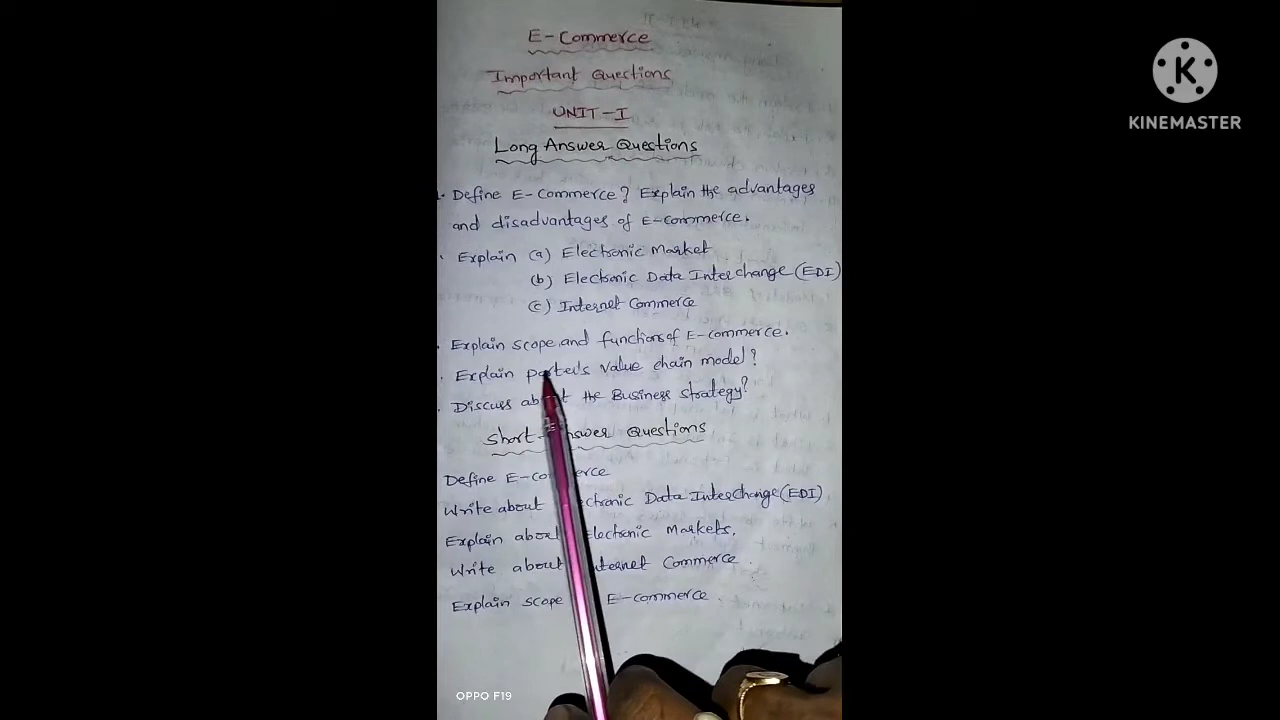 E-Commerce
Important Questions
UNIT-I
Long Answer Questions
Define E-Commerce? Explain the advantages
and disadvantages of E-commerce.
Explain (a) Electronic Market
(b) Electronic Data Interchange (EDI)
(c) Internet Commerce
Explain scope and functions of E-commerce.
Explain porter's value chain model?
Discuss about the Business strategy?
Short-Answer Questions
Define E-commerce
Write about Electronic Data Interchange (EDI)
Explain about Electronic Markets.
Write about Internet Commerce
Explain scope E-commerce.
KINEMASTER
OPPO F19